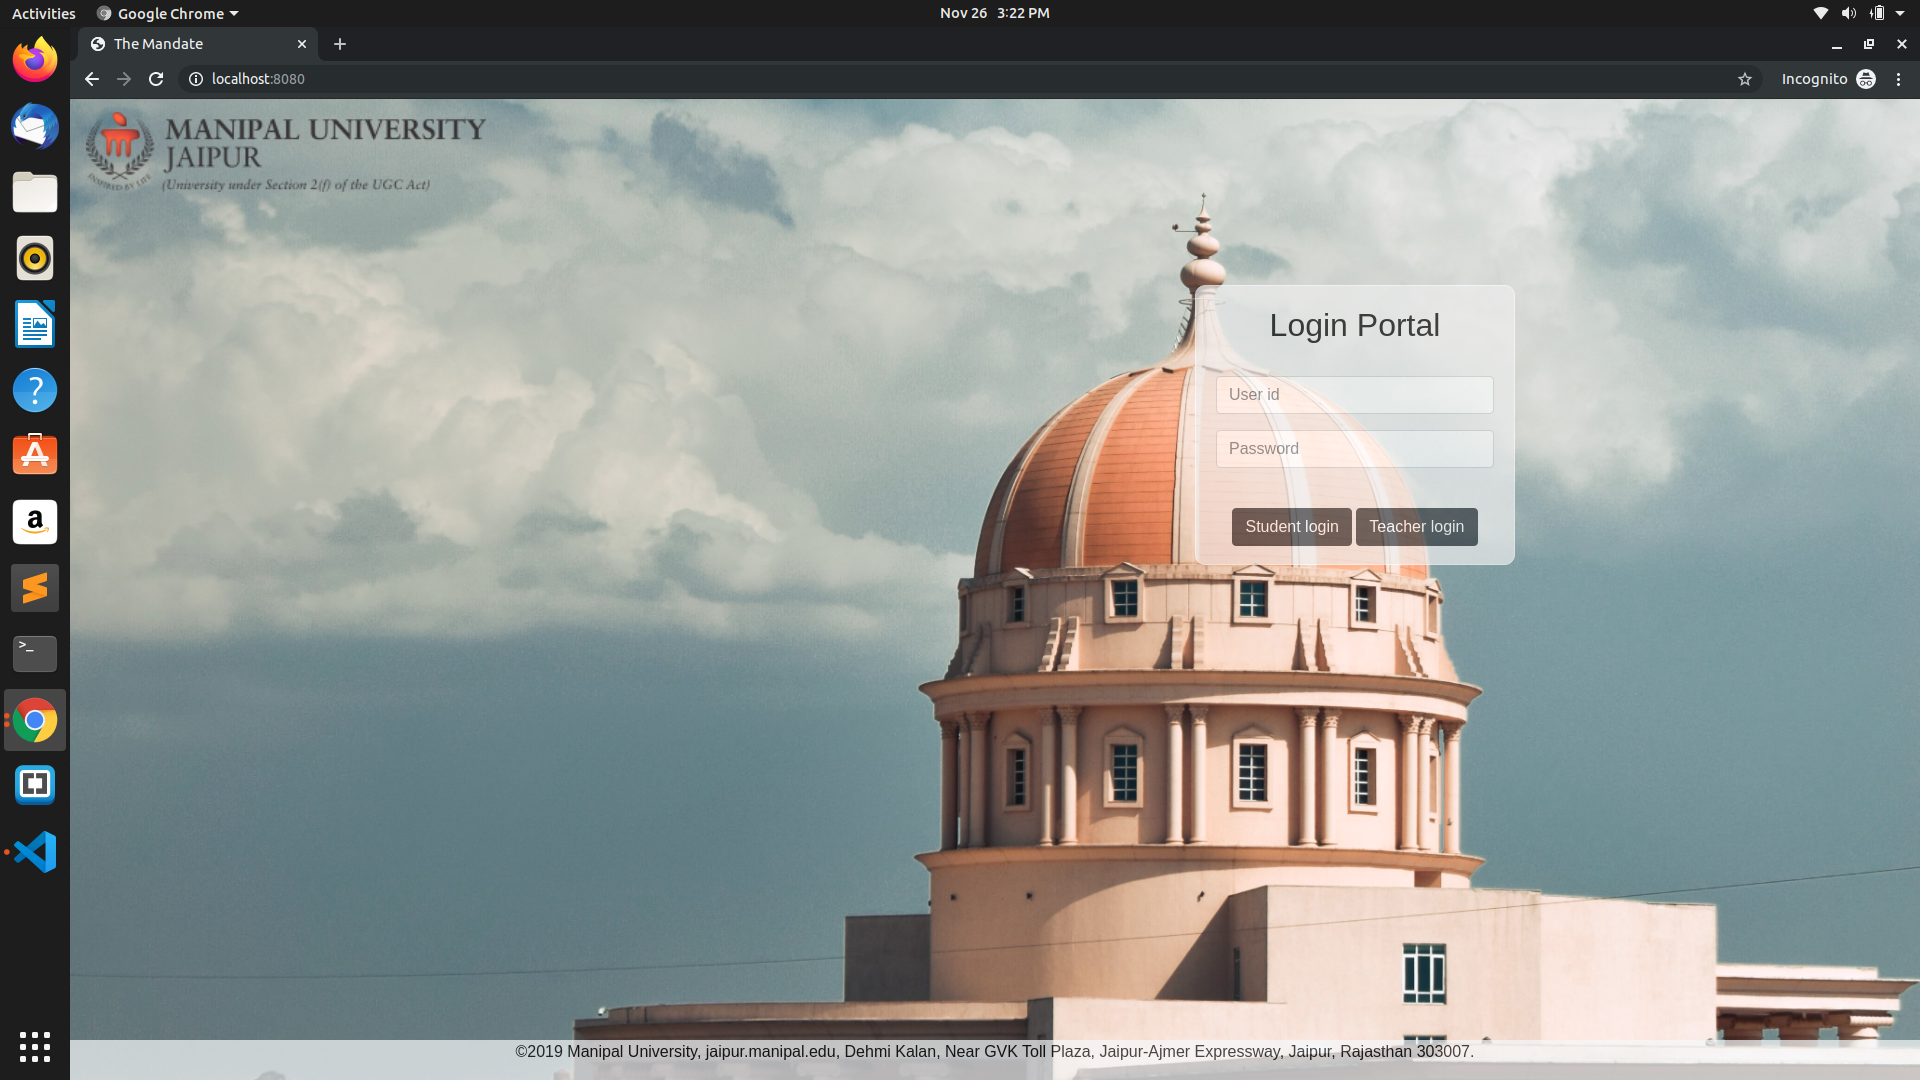 Activities
Google Chrome
Nov 26 3:22 PM
The Mandate
localhost:8080
Incognito
MANIPAL UNIVERSITY
JAIPUR
(University under Section 2(f) of the UGC Act)
INSPIRED BY LIFE
Login Portal
User id
Password
Student login
Teacher login
©2019 Manipal University, jaipur.manipal.edu, Dehmi Kalan, Near GVK Toll Plaza, Jaipur-Ajmer Expressway, Jaipur, Rajasthan 303007.